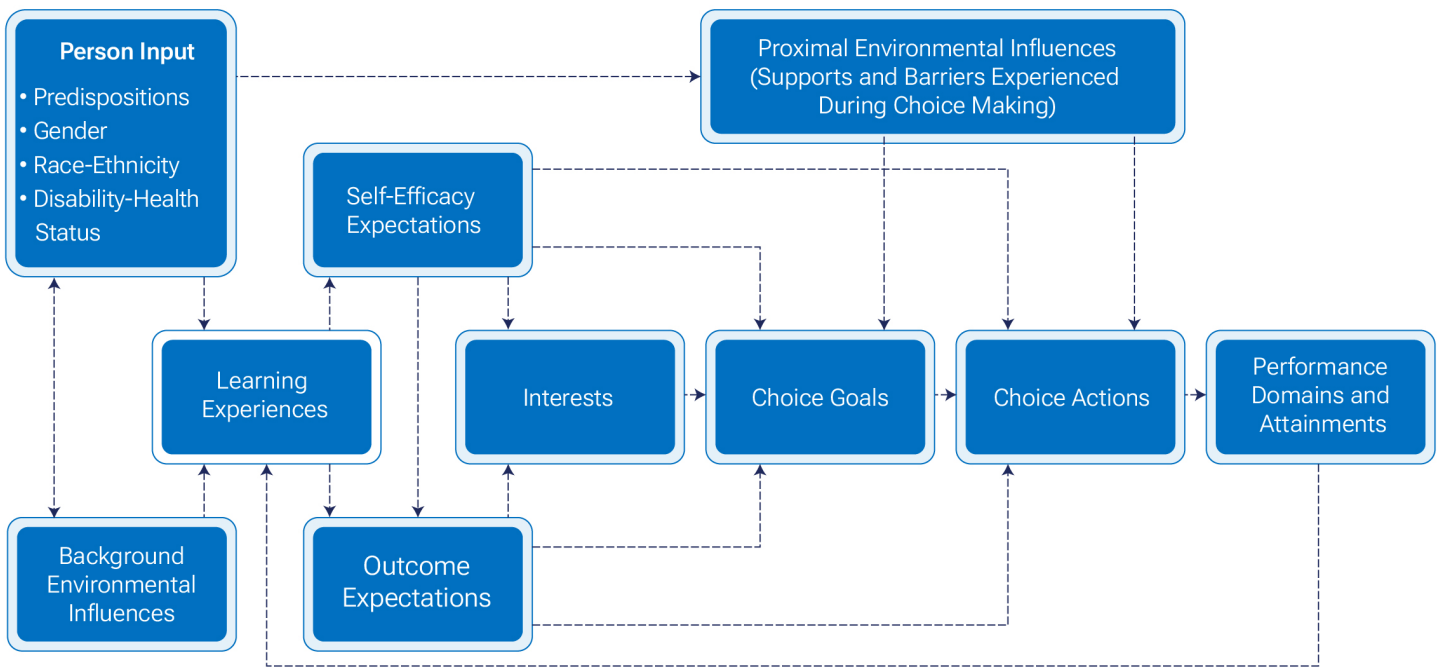 Person Input
• Predispositions
• Gender
• Race-Ethnicity
• Disability-Health
Status
Proximal Environmental Influences
(Supports and Barriers Experienced
During Choice Making)
Self-Efficacy
Expectations
Learning
Experiences
Interests
Choice Goals
Choice Actions
Performance
Domains and
Attainments
Background
Environmental
Influences
Outcome
Expectations